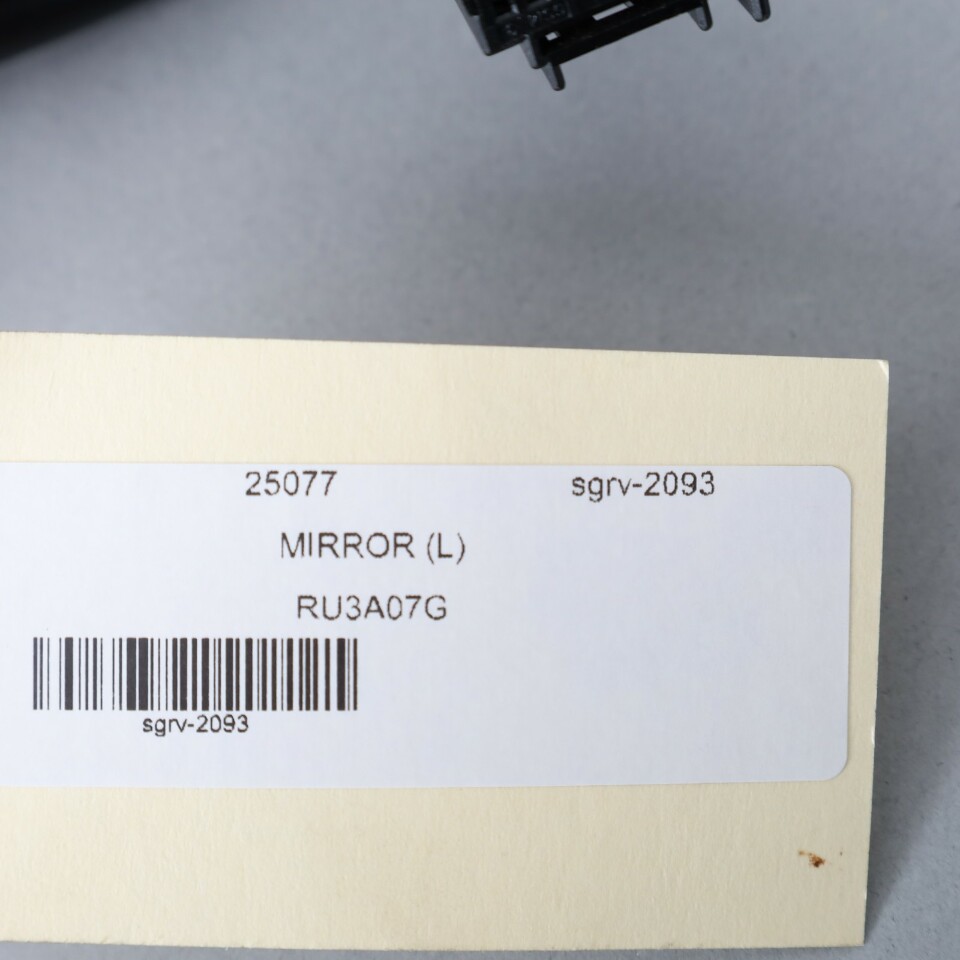 25077 sgrv-2093
MIRROR (L)
RU3A07G
sgrv-2093